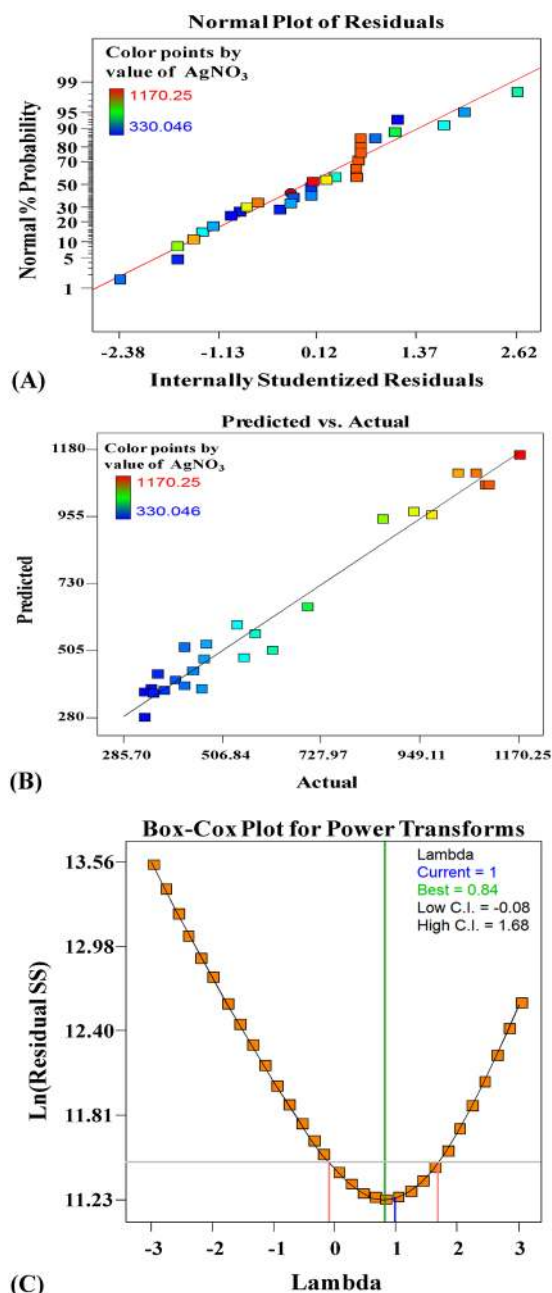 Normal Plot of Residuals
Color points by
value of AgNO3
1170.25
330.046
Normal % Probability
99
95
90
80
70
50
30
20
10
5
1
-2.38
-1.13
0.12
1.37
2.62
Internally Studentized Residuals
(A)
Predicted vs. Actual
Color points by
value of AgNO3
1170.25
330.046
Predicted
1180
955
730
505
280
285.70
506.84
727.97
949.11
1170.25
Actual
(B)
Box-Cox Plot for Power Transforms
Lambda
Current = 1
Best = 0.84
Low C.I. = -0.08
High C.I. = 1.68
Ln(Residual SS)
13.56
12.98
12.40
11.81
11.23
-3
-2
-1
0
1
2
3
Lambda
(C)